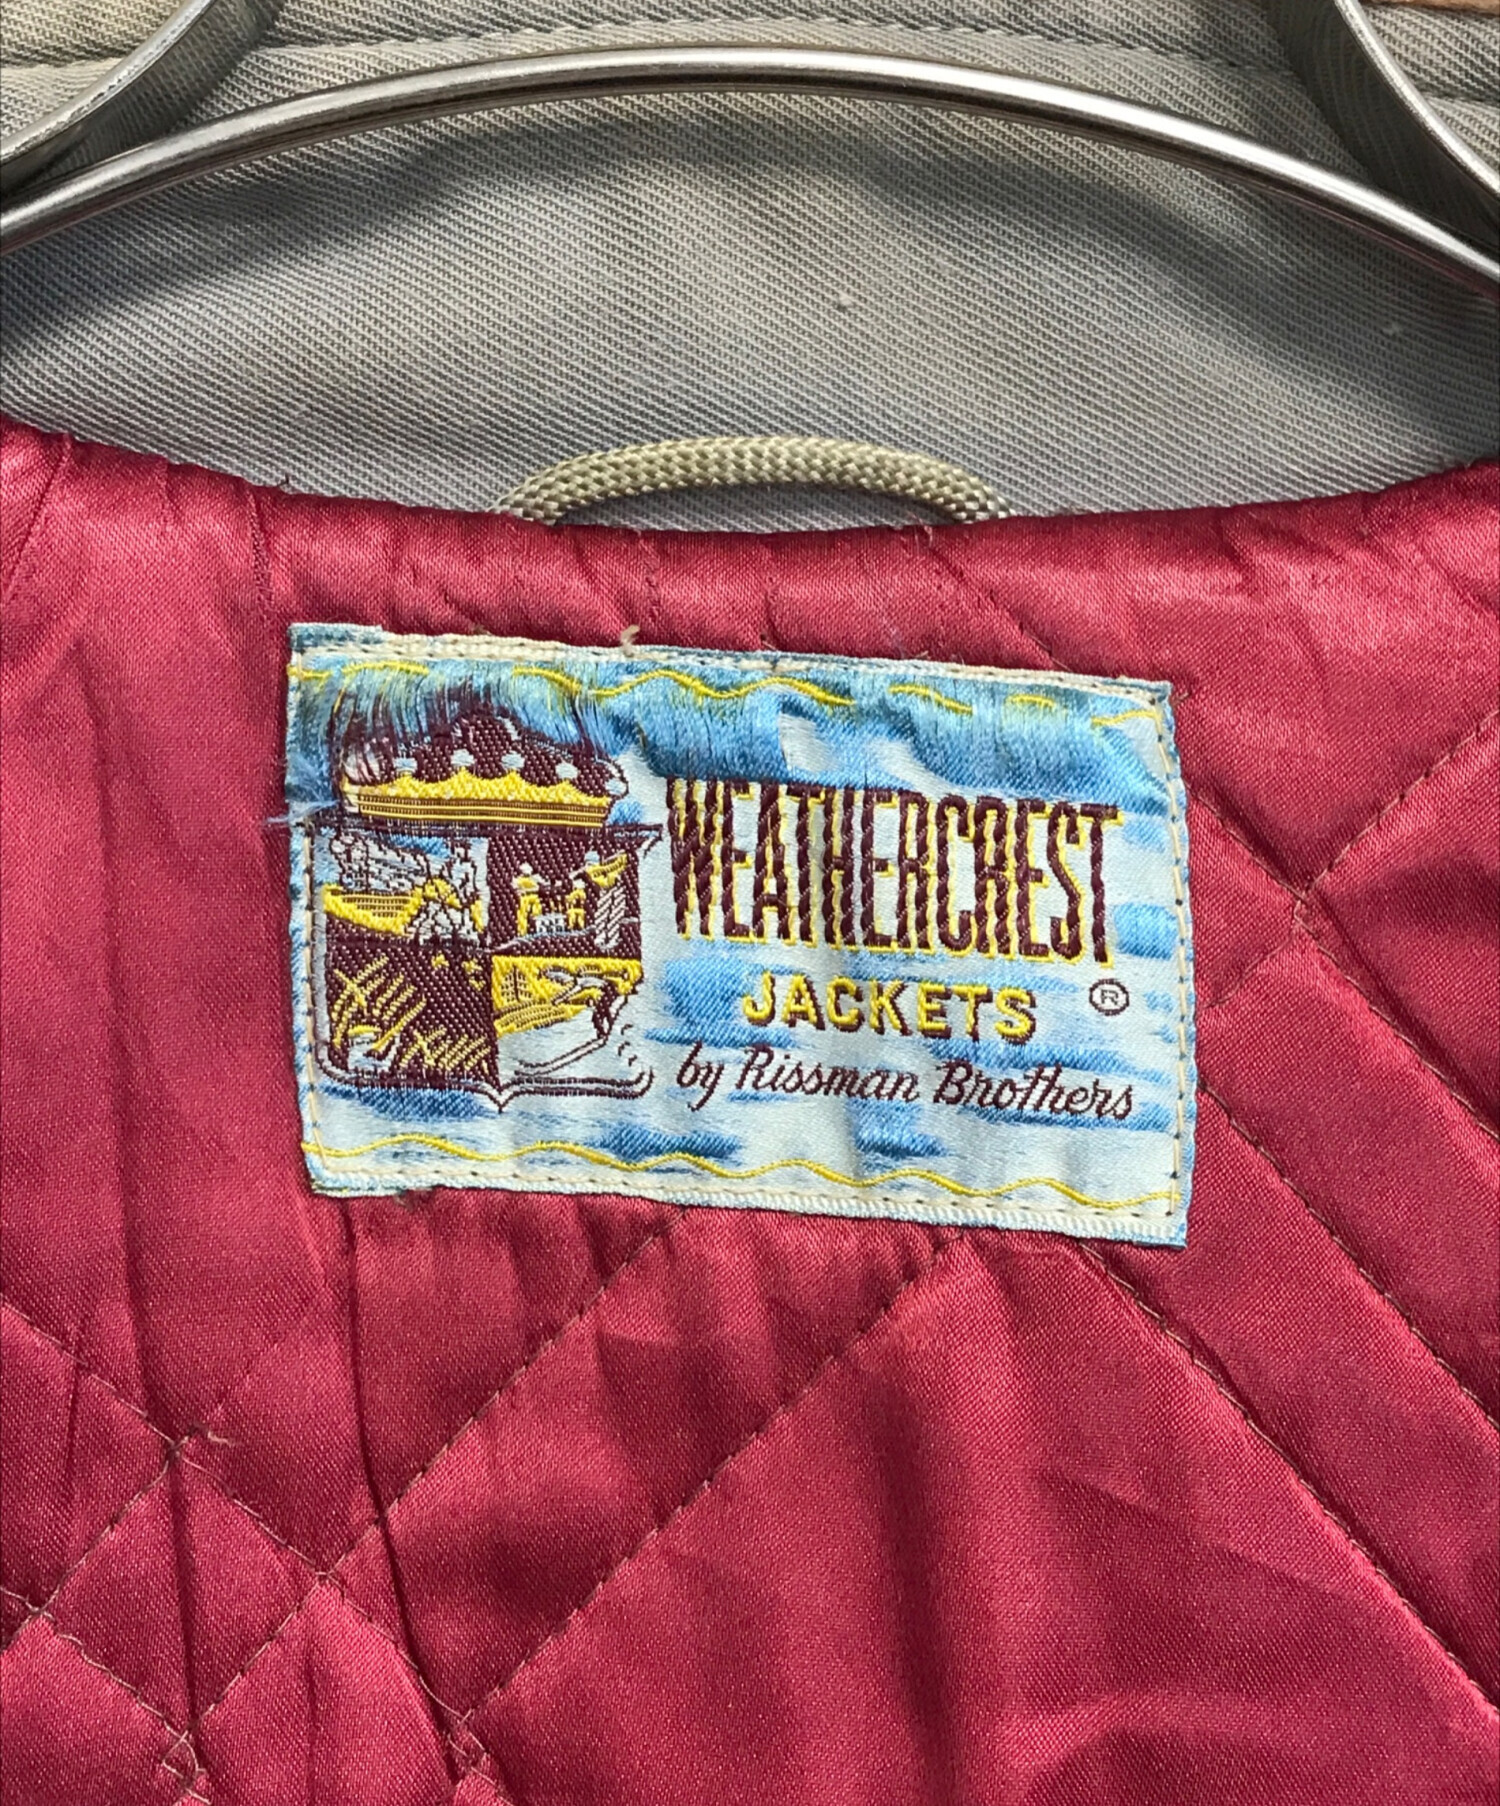 WEATHERCREST
JACKETS ®
by Rissman Brothers